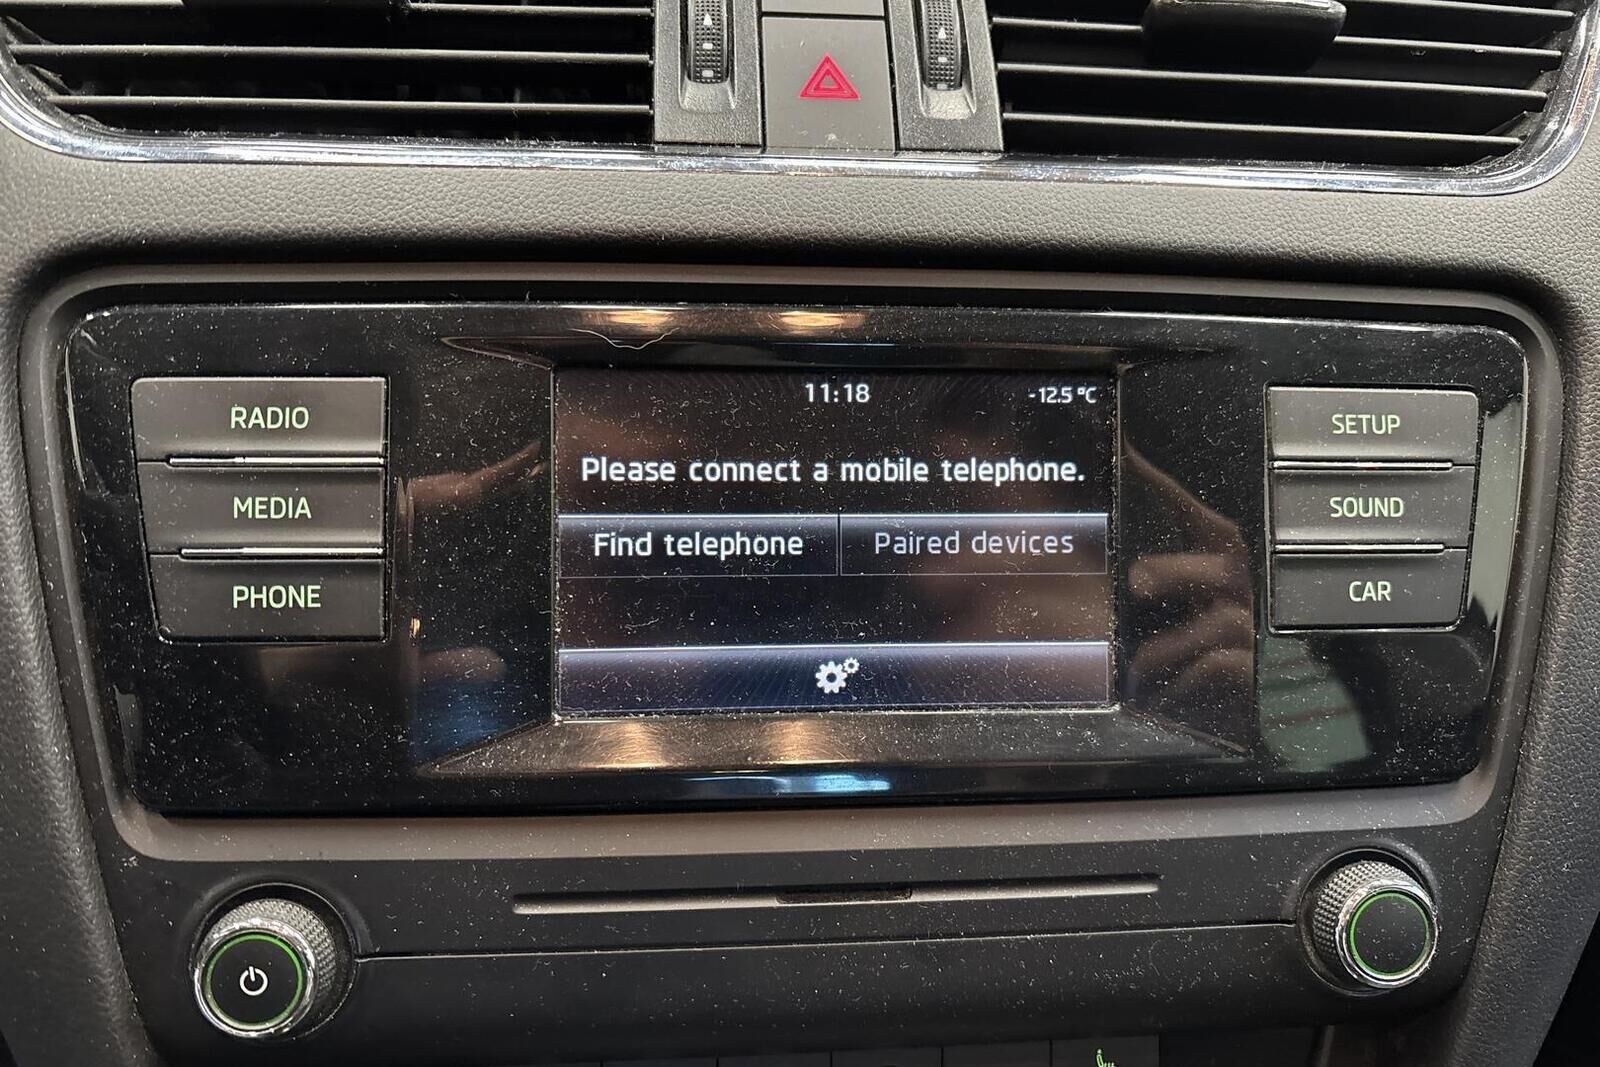 RADIO
MEDIA
PHONE
11:18
-12.5 °C
Please connect a mobile telephone.
Find telephone
Paired devices
SETUP
SOUND
CAR